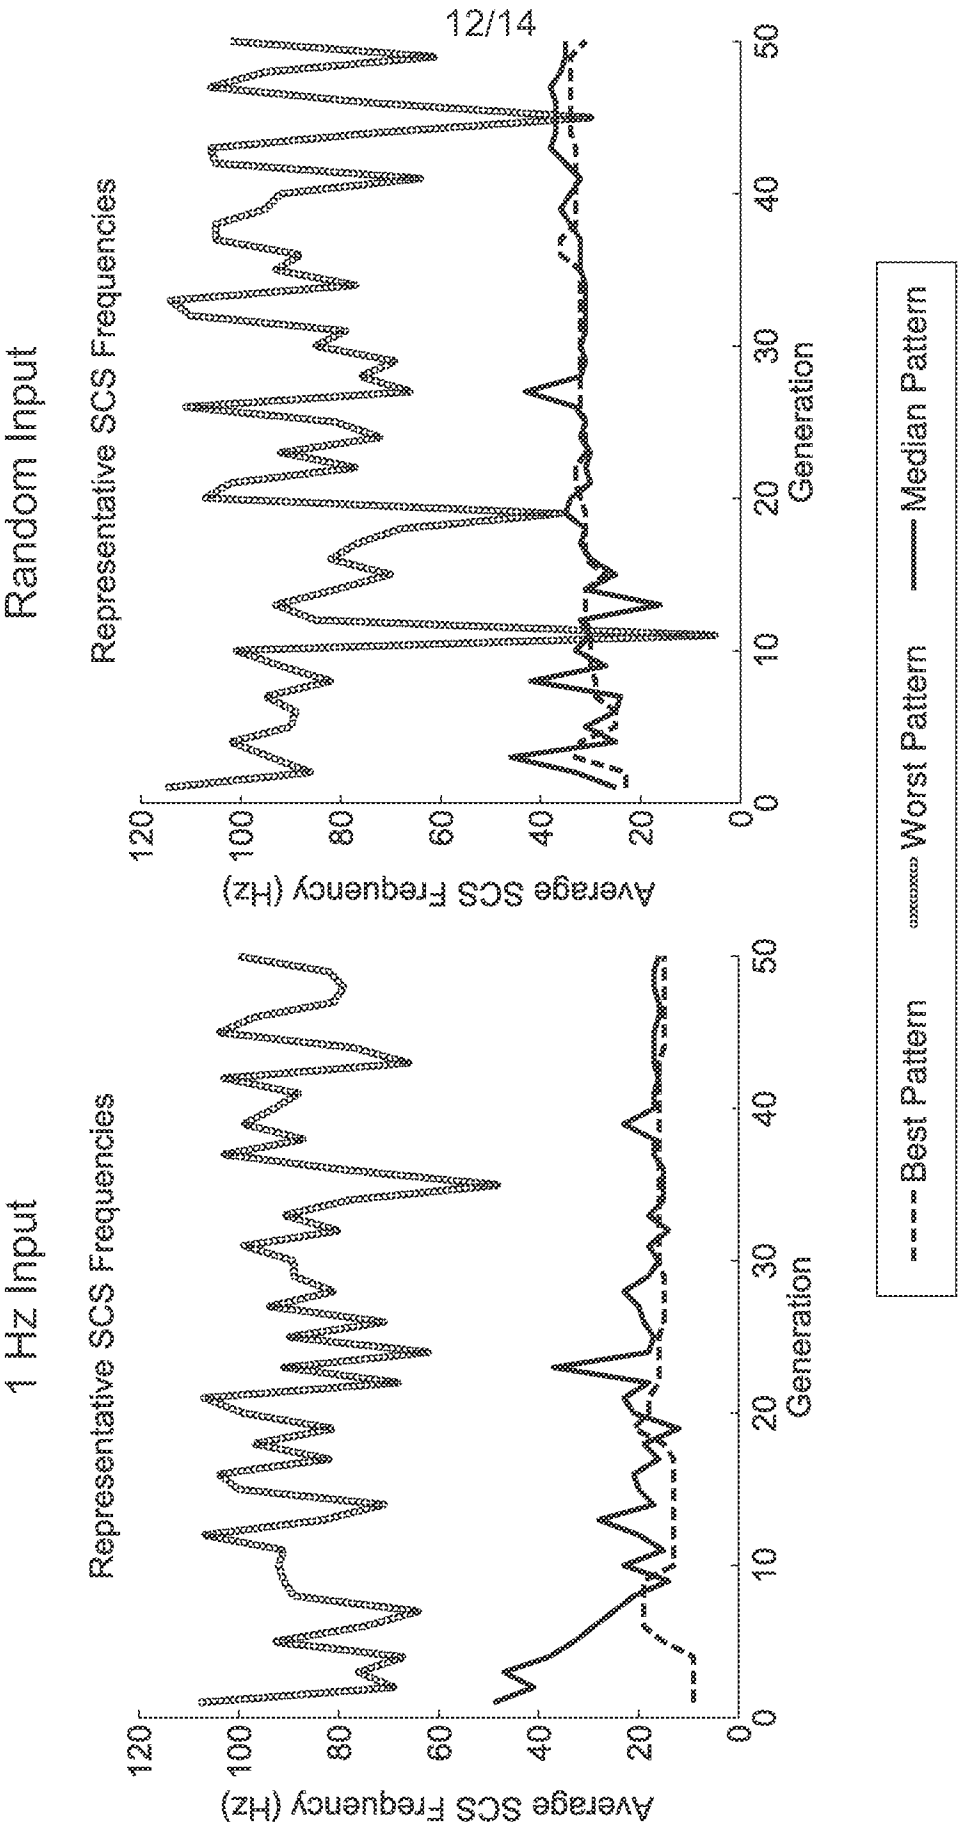 12/14
1 Hz Input
Representative SCS Frequencies
Average SCS Frequency (Hz)
120
100
80
60
40
20
0
0
10
20
30
40
50
Generation
Random Input
Representative SCS Frequencies
Average SCS Frequency (Hz)
120
100
80
60
40
20
0
0
10
20
30
40
50
Generation
Best Pattern
Worst Pattern
Median Pattern